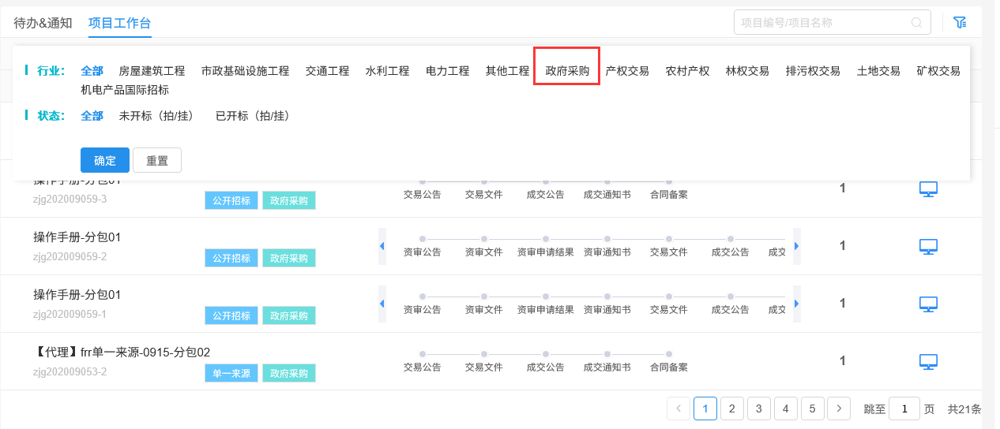 待办&通知 项目工作台 项目编号/项目名称
行业： 全部 房屋建筑工程 市政基础设施工程 交通工程 水利工程 电力工程 其他工程 政府采购 产权交易 农村产权 林权交易 排污权交易 土地交易 矿权交易
机电产品国际招标
状态： 全部 未开标（拍/挂） 已开标（拍/挂）
确定 重置
操作手册-分包01
zjg202009059-3 公开招标 政府采购 交易公告 交易文件 成交公告 成交通知书 合同备案 1
操作手册-分包01
zjg202009059-2 公开招标 政府采购 资审公告 资审文件 资审申请结果 资审通知书 交易文件 成交公告 成交 1
操作手册-分包01
zjg202009059-1 公开招标 政府采购 资审公告 资审文件 资审申请结果 资审通知书 交易文件 成交公告 成交 1
【代理】frr单一来源-0915-分包02
zjg202009053-2 单一来源 政府采购 交易公告 交易文件 成交公告 成交通知书 合同备案 1
1 2 3 4 5 跳至 1 页 共21条